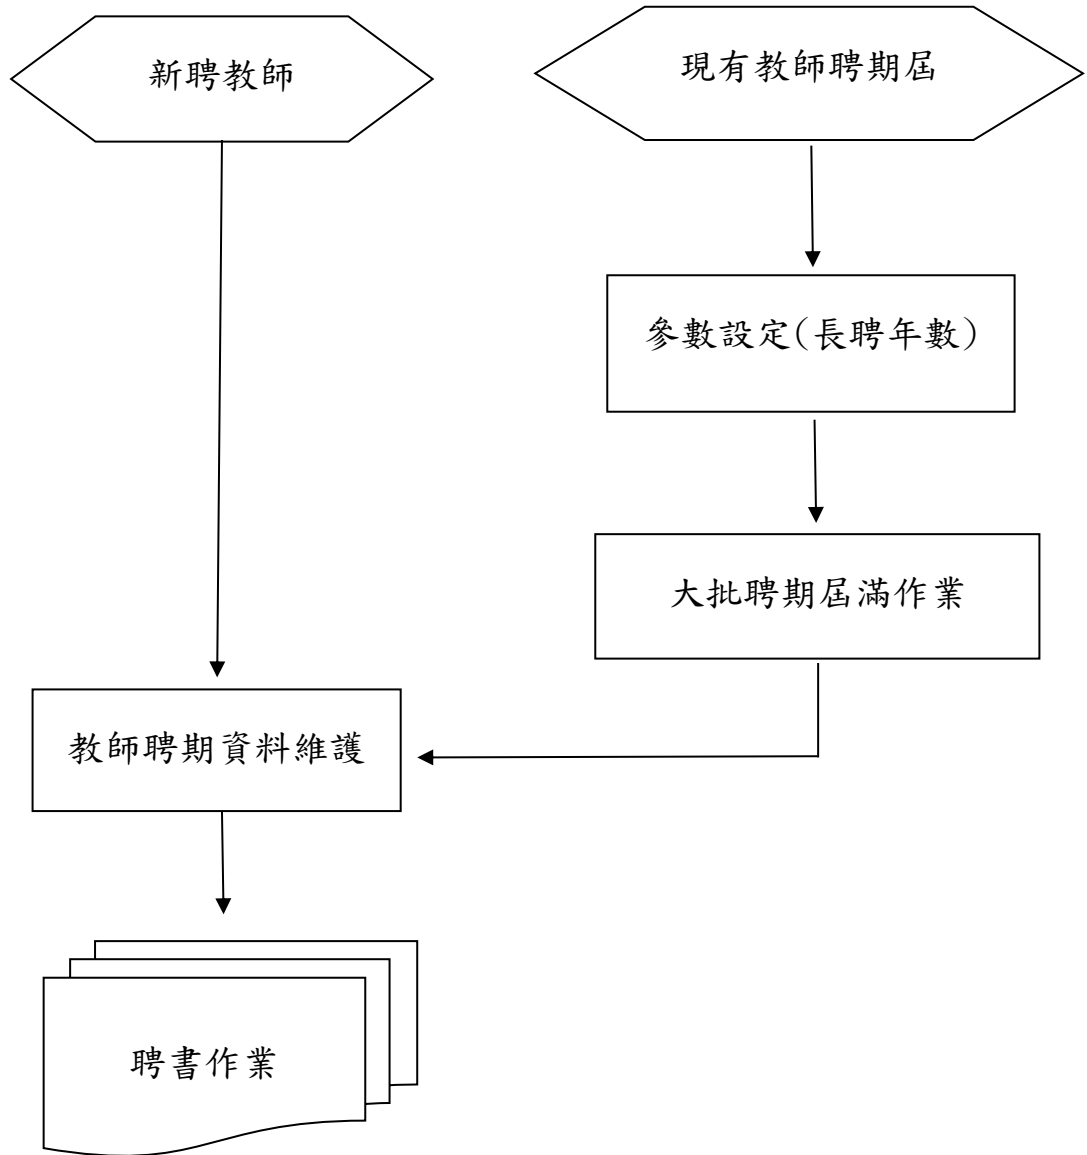 新聘教師
現有教師聘期屆
參數設定(長聘年數)
大批聘期屆滿作業
教師聘期資料維護
聘書作業